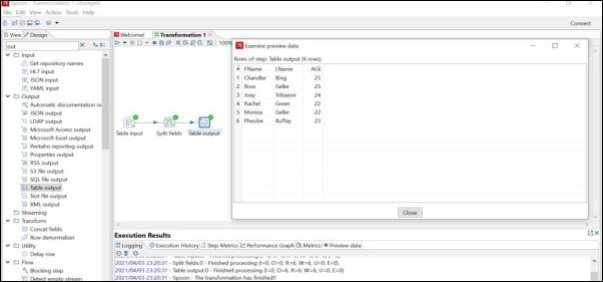 Spoon - Transformation 1 (changed)
File Edit View Action Tools Help
Connect
View Design
Welcome!
Transformation 1
100%
out
Input
Get repository names
HL7 input
JSON input
YAML input
Output
Automatic documentation o
JSON output
LDAP output
Microsoft Access output
Microsoft Excel output
Pentaho reporting output
Properties output
RSS output
S3 file output
SQL file output
Table output
Text file output
XML output
Streaming
Transform
Concat fields
Row denormaliser
Utility
Delay row
Flow
Blocking step
Detect empty stream
Table input Split fields Table output
Examine preview data
Rows of step: Table output (6 rows)
# FName LName AGE
1 Chandler Bing 25
2 Ross Geller 25
3 Joey Tribbiani 24
4 Rachel Green 22
5 Monica Geller 22
6 Pheobe Buffay 23
Close
Execution Results
Logging Execution History Step Metrics Performance Graph Metrics Preview data
2021/04/03 23:20:31 - Split fields.0 - Finished processing (I=0, O=0, R=6, W=6, U=0, E=0)
2021/04/03 23:20:31 - Table output.0 - Finished processing (I=0, O=6, R=6, W=6, U=0, E=0)
2021/04/03 23:20:31 - Spoon - The transformation has finished!!